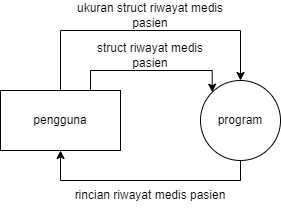 ukuran struct riwayat medis
pasien
struct riwayat medis
pasien
pengguna
program
rincian riwayat medis pasien